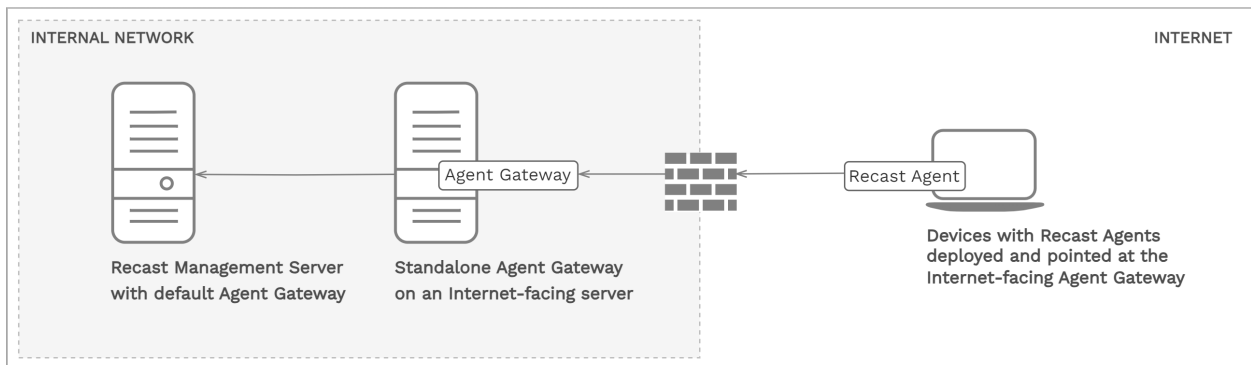 INTERNAL NETWORK
INTERNET
Agent Gateway
Recast Agent
Recast Management Server
with default Agent Gateway
Standalone Agent Gateway
on an Internet-facing server
Devices with Recast Agents
deployed and pointed at the
Internet-facing Agent Gateway